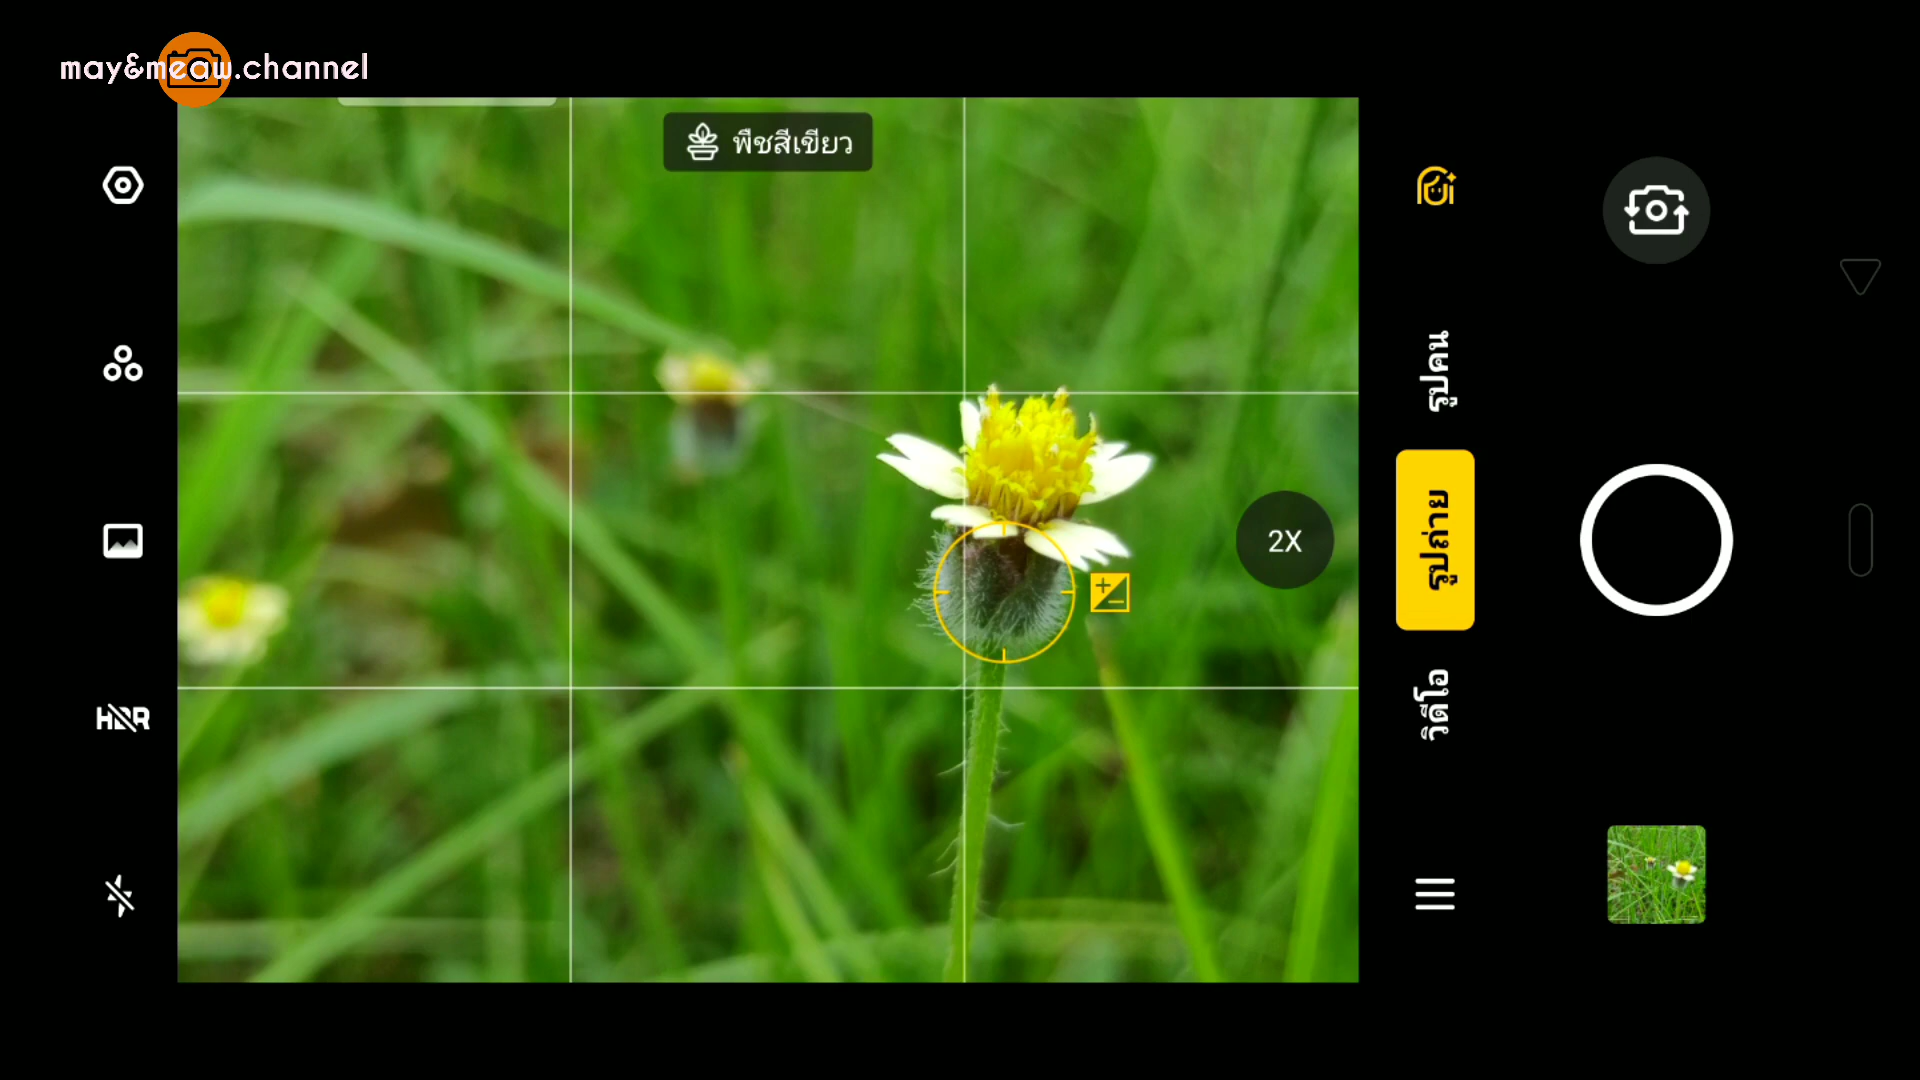 may&meaw.channel
พืชสีเขียว
HDR
2X
รูปคน
รูปถ่าย
วิดีโอ